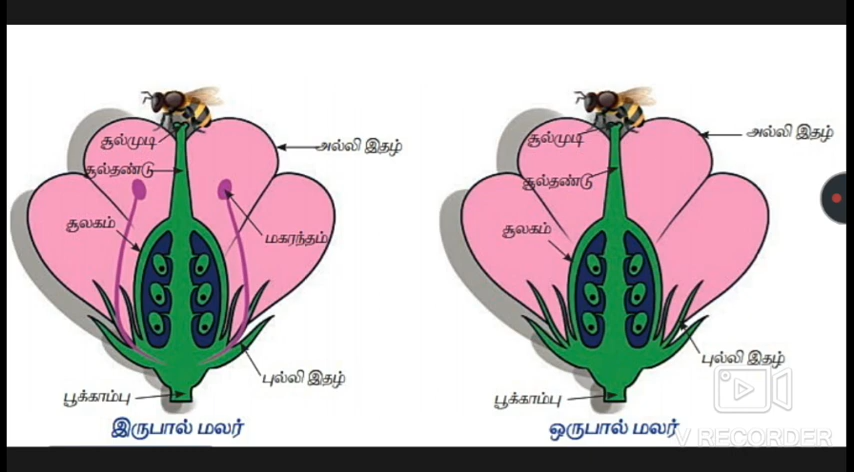 சூல்முடி
அல்லி இதழ்
சூல்தண்டு
சூலகம்
மகரந்தம்
புல்லி இதழ்
பூக்காம்பு
இருபால் மலர்
சூல்முடி
அல்லி இதழ்
சூல்தண்டு
சூலகம்
புல்லி இதழ்
பூக்காம்பு
ஒருபால் மலர்
V RECORDER